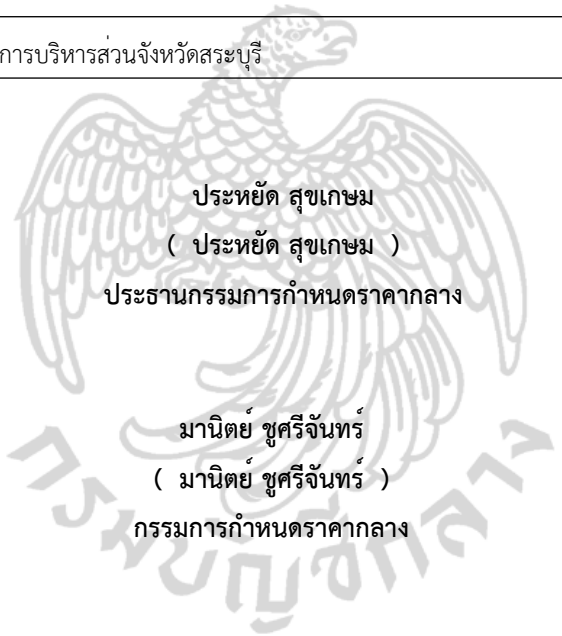 การบริหารส่วนจังหวัดสระบุรี
ประหยัด สุขเกษม
( ประหยัด สุขเกษม )
ประธานกรรมการกำหนดราคากลาง
มานิตย์ ชูศรีจันทร์
( มานิตย์ ชูศรีจันทร์ )
กรรมการกำหนดราคากลาง
กรมบัญชีกลาง